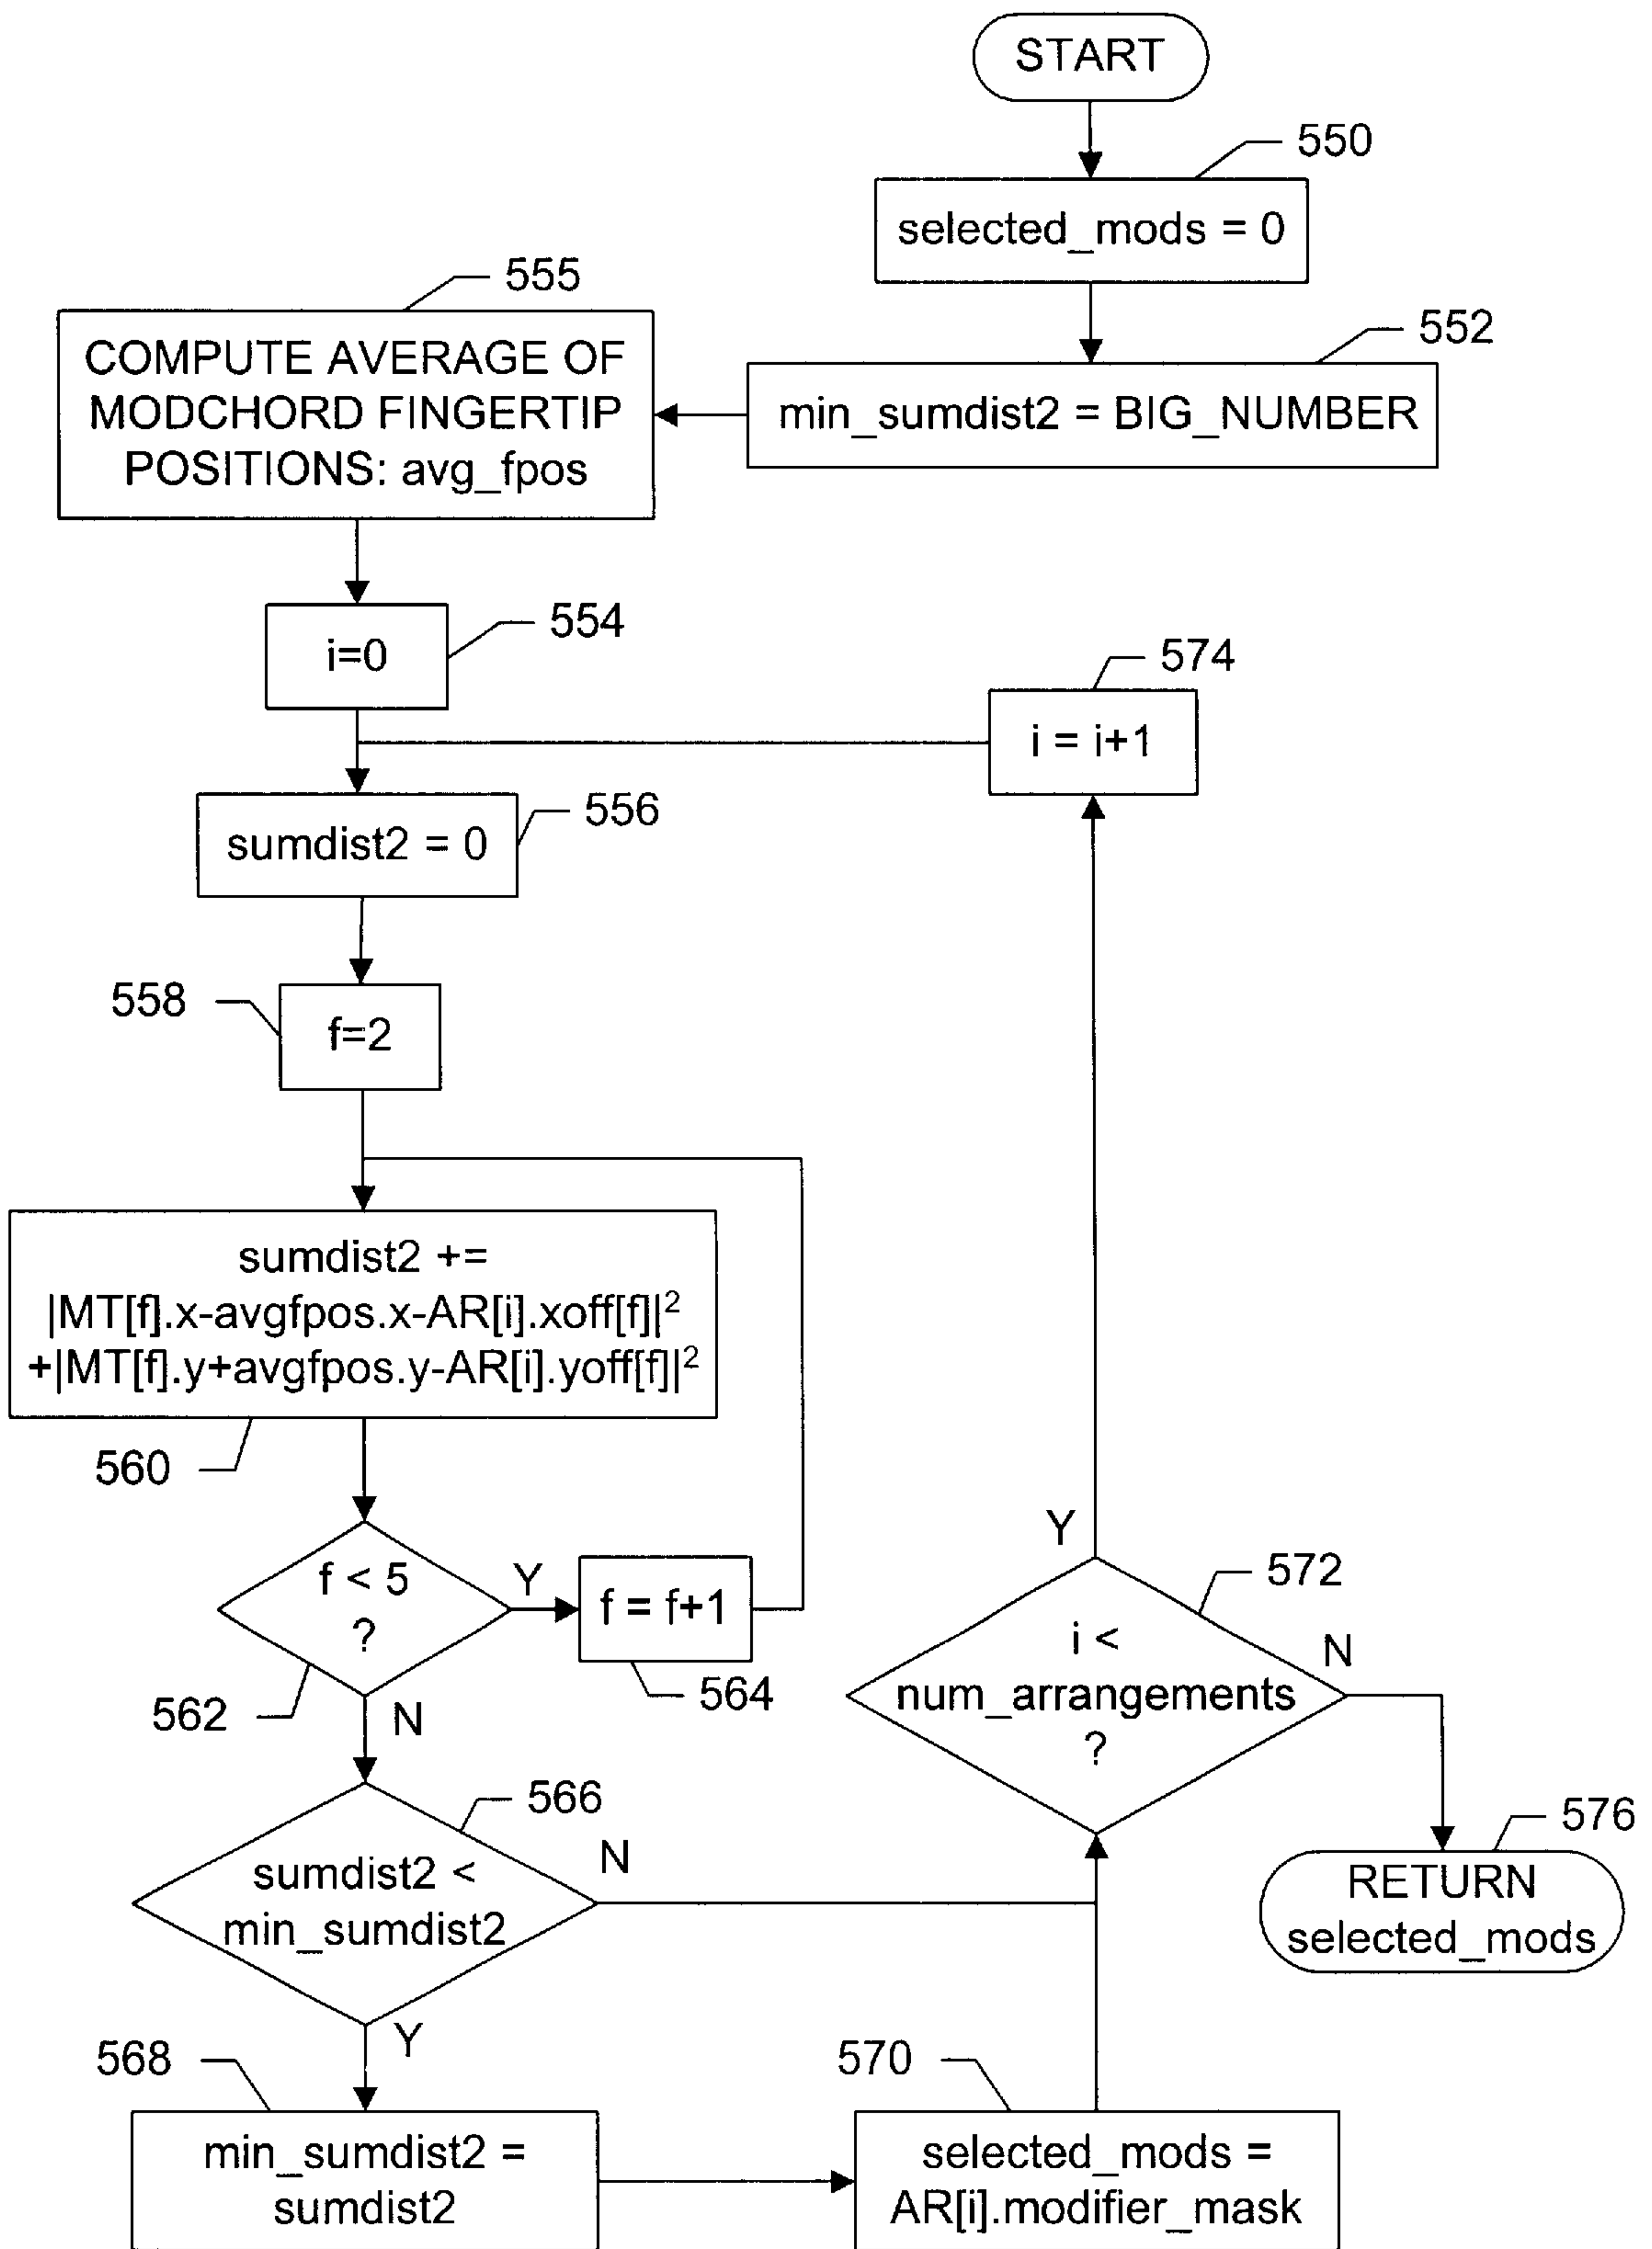 START
550
selected_mods = 0
552
min_sumdist2 = BIG_NUMBER
555
COMPUTE AVERAGE OF
MODCHORD FINGERTIP
POSITIONS: avg_fpos
554
i=0
574
i = i+1
556
sumdist2 = 0
558
f=2
sumdist2 +=
|MT[f].x-avgfpos.x-AR[i].xoff[f]|²
+|MT[f].y+avgfpos.y-AR[i].yoff[f]|²
560
f < 5
?
Y
f = f+1
562
564
N
566
sumdist2 <
min_sumdist2
N
Y
568
min_sumdist2 =
sumdist2
570
selected_mods =
AR[i].modifier_mask
Y
572
i <
num_arrangements
?
N
576
RETURN
selected_mods